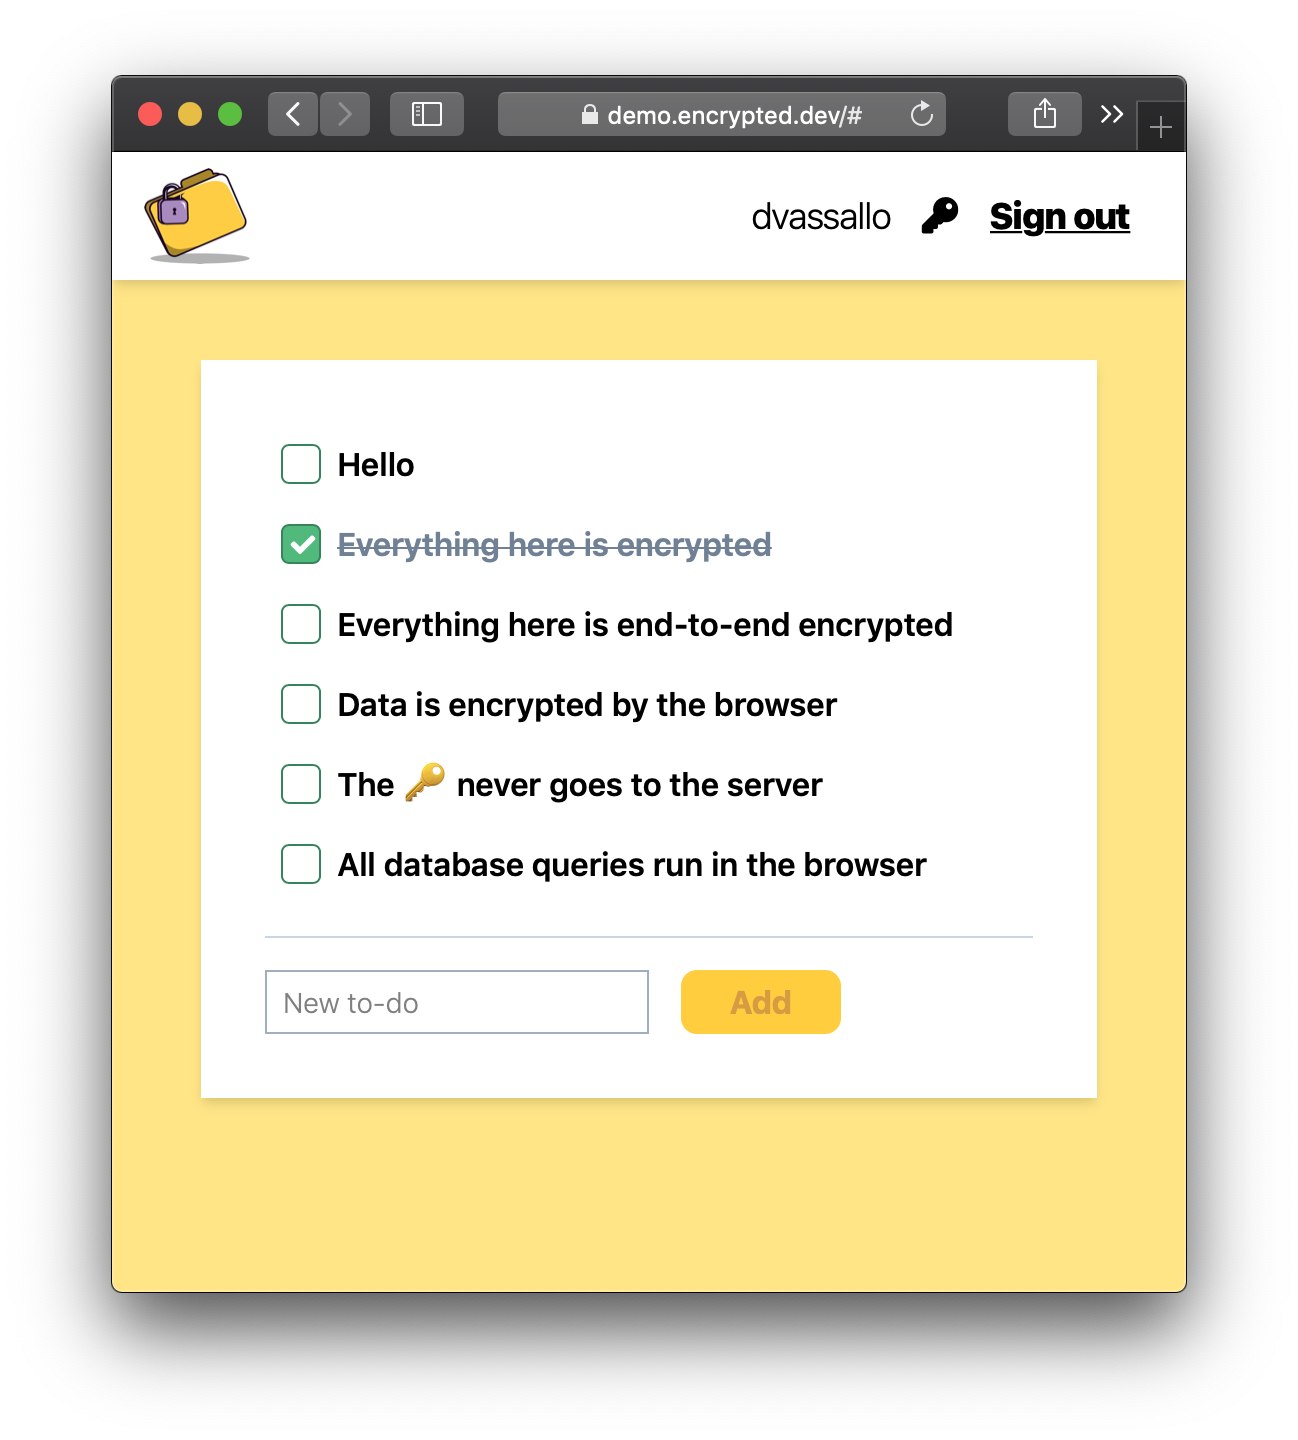 demo.encrypted.dev/#
dvassallo Sign out
Hello
Everything here is encrypted
Everything here is end-to-end encrypted
Data is encrypted by the browser
The 🔑 never goes to the server
All database queries run in the browser
New to-do
Add